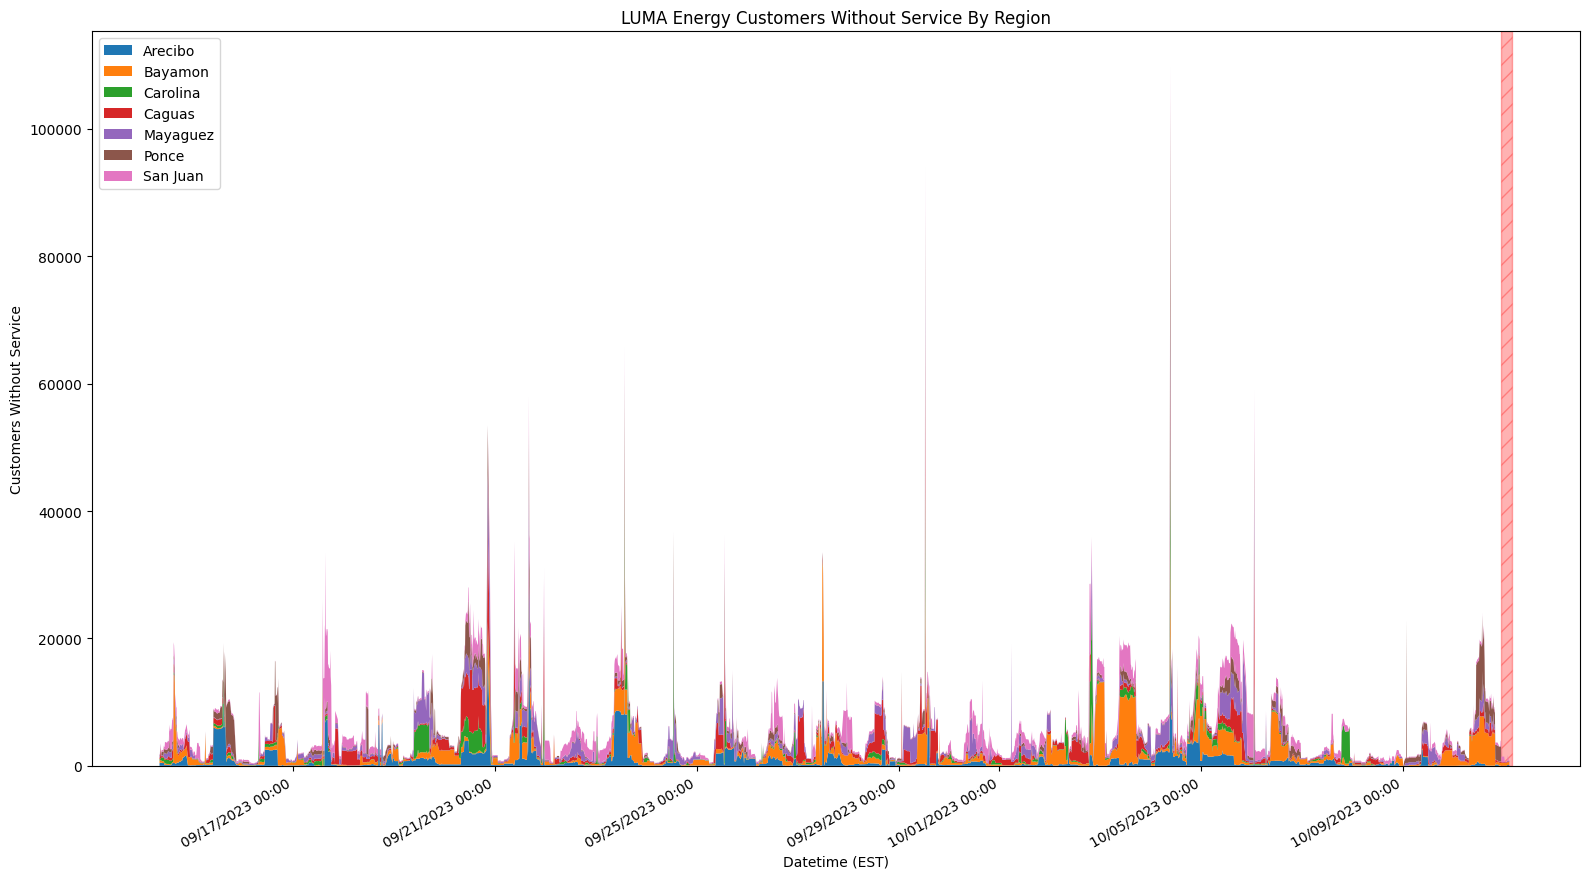 LUMA Energy Customers Without Service By Region
Arecibo
Bayamon
Carolina
Caguas
Mayaguez
Ponce
San Juan
Customers Without Service
100000
80000
60000
40000
20000
0
09/17/2023 00:00
09/21/2023 00:00
09/25/2023 00:00
09/29/2023 00:00
10/01/2023 00:00
10/05/2023 00:00
10/09/2023 00:00
Datetime (EST)